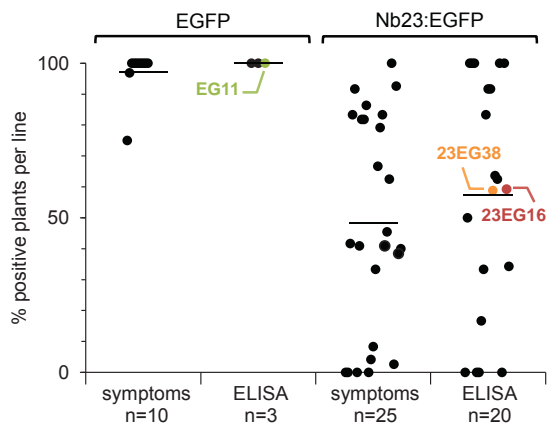 EGFP
Nb23:EGFP
% positive plants per line
100
50
0
EG11
23EG38
23EG16
symptoms
n=10
ELISA
n=3
symptoms
n=25
ELISA
n=20